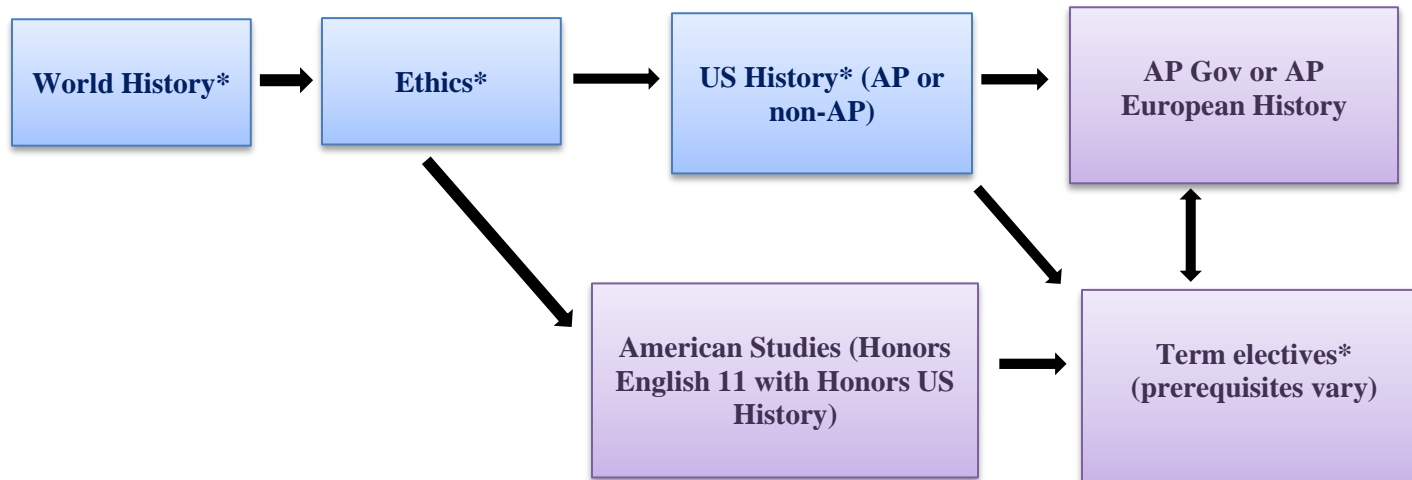 World History*
Ethics*
US History* (AP or
non-AP)
AP Gov or AP
European History
American Studies (Honors
English 11 with Honors US
History)
Term electives*
(prerequisites vary)